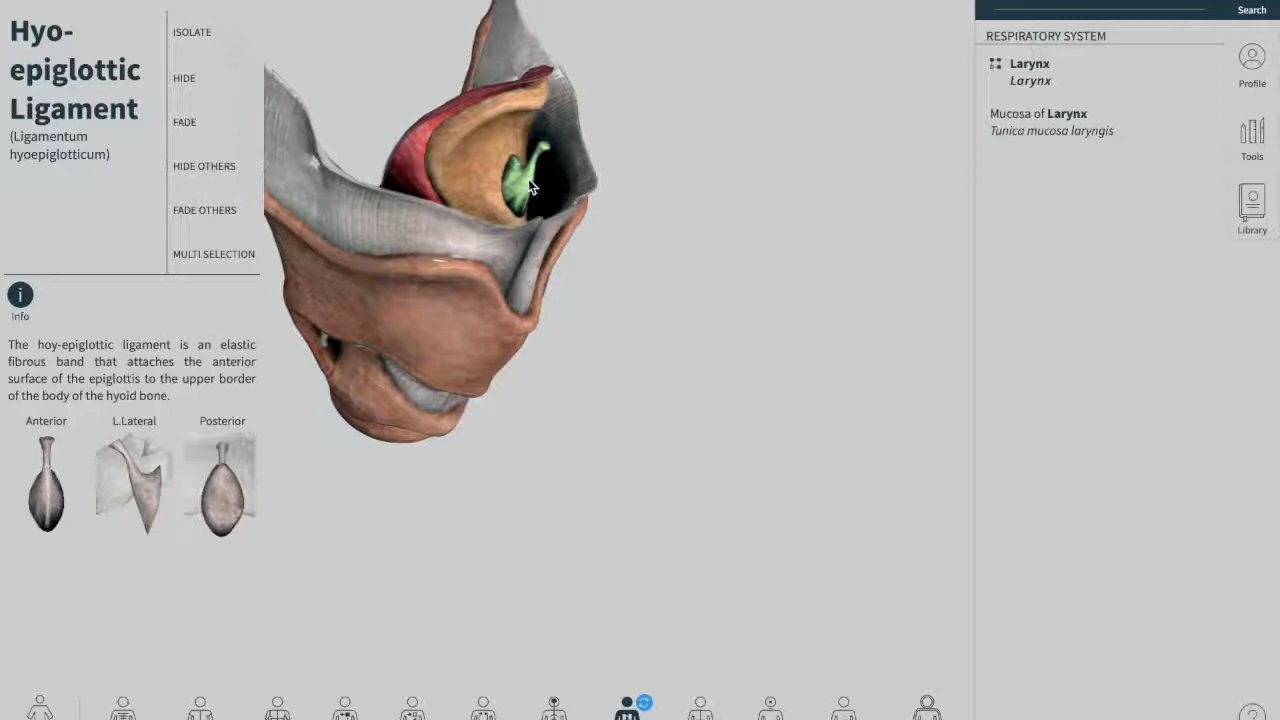 Hyo-
epiglottic
Ligament
(Ligamentum
hyoepiglotticum)
ISOLATE
HIDE
FADE
HIDE OTHERS
FADE OTHERS
MULTI SELECTION
i
Info
The hoy-epiglottic ligament is an elastic
fibrous band that attaches the anterior
surface of the epiglottis to the upper border
of the body of the hyoid bone.
Anterior L.Lateral Posterior
Search
RESPIRATORY SYSTEM
Larynx
Larynx
Mucosa of Larynx
Tunica mucosa laryngis
Profile
Tools
Library
?